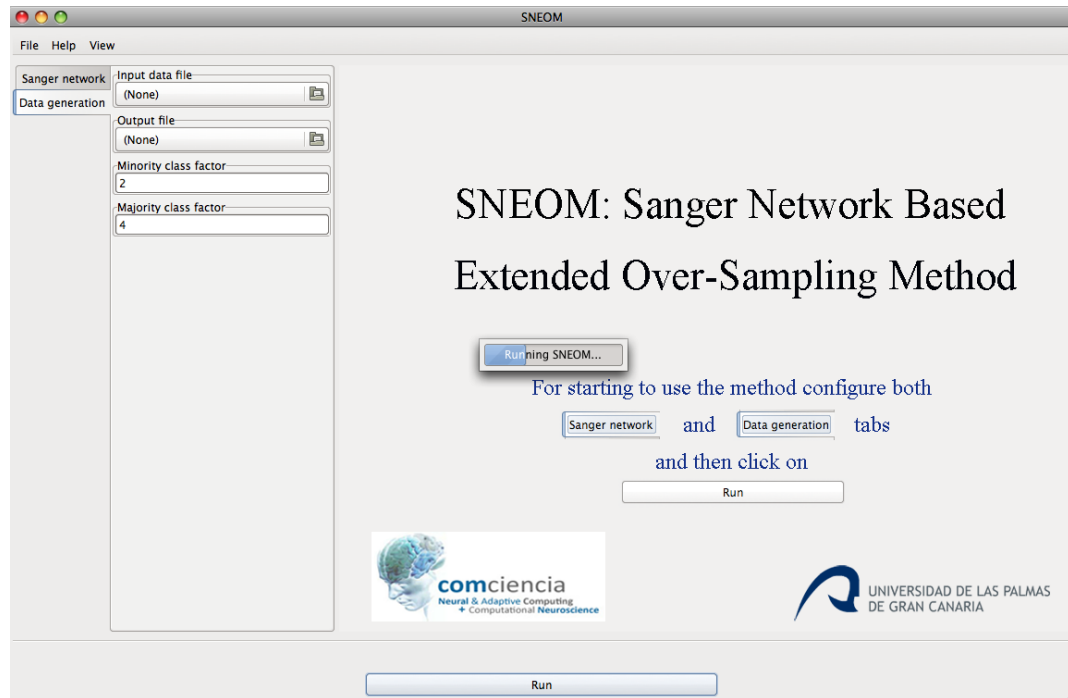 SNEOM
File Help View
Sanger network
Data generation
Input data file
(None)
Output file
(None)
Minority class factor
2
Majority class factor
4
SNEOM: Sanger Network Based
Extended Over-Sampling Method
Running SNEOM...
For starting to use the method configure both
Sanger network and Data generation tabs
and then click on
Run
comciencia
Neural & Adaptive Computing
+ Computational Neuroscience
UNIVERSIDAD DE LAS PALMAS
DE GRAN CANARIA
Run